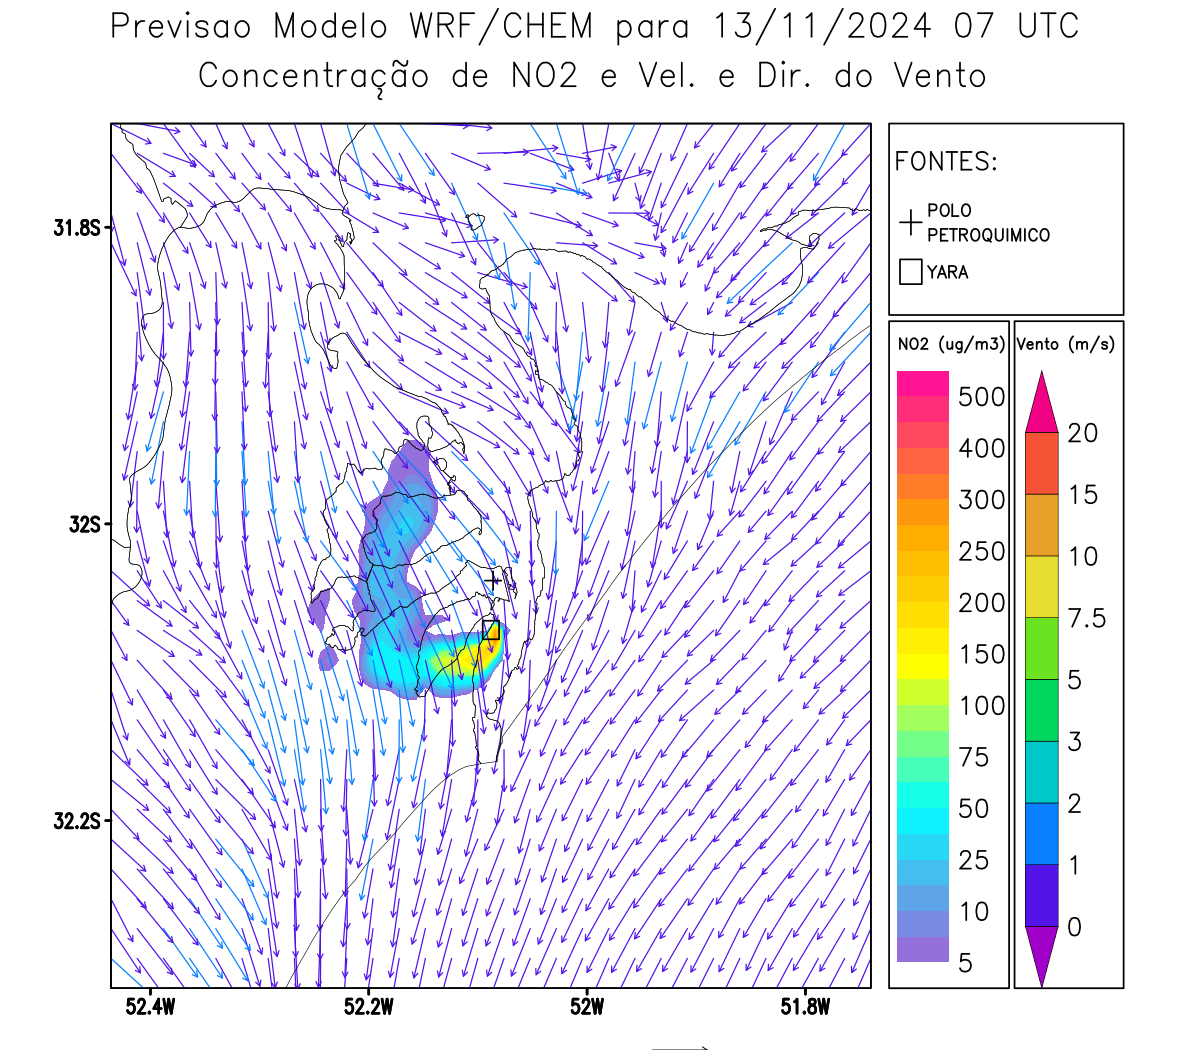 Previsao Modelo WRF/CHEM para 13/11/2024 07 UTC
Concentração de NO2 e Vel. e Dir. do Vento
FONTES:
POLO
PETROQUIMICO
YARA
NO2 (ug/m3)
500
400
300
250
200
150
100
75
50
25
10
5
Vento (m/s)
20
15
10
7.5
5
3
2
1
0
31.8S
32S
32.2S
52.4W 52.2W 52W 51.8W